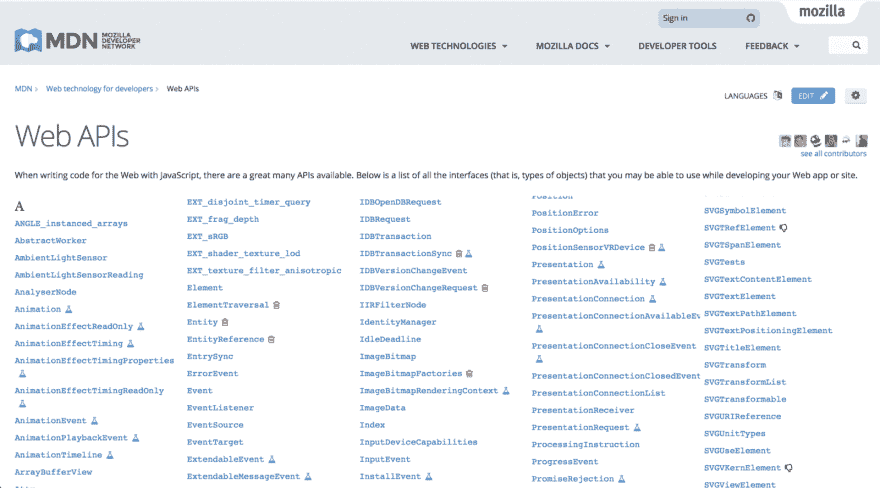 Sign in
mozilla
MDN MOZILLA DEVELOPER NETWORK
WEB TECHNOLOGIES
MOZILLA DOCS
DEVELOPER TOOLS
FEEDBACK
MDN
Web technology for developers
Web APIs
LANGUAGES
EDIT
Web APIs
see all contributors
When writing code for the Web with JavaScript, there are a great many APIs available. Below is a list of all the interfaces (that is, types of objects) that you may be able to use while developing your Web app or site.
A
ANGLE_instanced_arrays
AbstractWorker
AmbientLightSensor
AmbientLightSensorReading
AnalyserNode
Animation
AnimationEffectReadOnly
AnimationEffectTiming
AnimationEffectTimingProperties
AnimationEffectTimingReadOnly
AnimationEvent
AnimationPlaybackEvent
AnimationTimeline
ArrayBufferView
EXT_disjoint_timer_query
EXT_frag_depth
EXT_sRGB
EXT_shader_texture_lod
EXT_texture_filter_anisotropic
Element
ElementTraversal
Entity
EntityReference
EntrySync
ErrorEvent
Event
EventListener
EventSource
EventTarget
ExtendableEvent
ExtendableMessageEvent
IDBOpenDBRequest
IDBRequest
IDBTransaction
IDBTransactionSync
IDBVersionChangeEvent
IDBVersionChangeRequest
IIRFilterNode
IdentityManager
IdleDeadline
ImageBitmap
ImageBitmapFactories
ImageBitmapRenderingContext
ImageData
Index
InputDeviceCapabilities
InputEvent
InstallEvent
Position
PositionError
PositionOptions
PositionSensorVRDevice
Presentation
PresentationAvailability
PresentationConnection
PresentationConnectionAvailableEv
PresentationConnectionCloseEvent
PresentationConnectionClosedEvent
PresentationConnectionList
PresentationReceiver
PresentationRequest
ProcessingInstruction
ProgressEvent
PromiseRejection
SVGSymbolElement
SVGTRefElement
SVGTSpanElement
SVGTests
SVGTextContentElement
SVGTextElement
SVGTextPathElement
SVGTextPositioningElement
SVGTitleElement
SVGTransform
SVGTransformList
SVGTransformable
SVGURIReference
SVGUnitTypes
SVGUseElement
SVGVKernElement
SVGViewElement